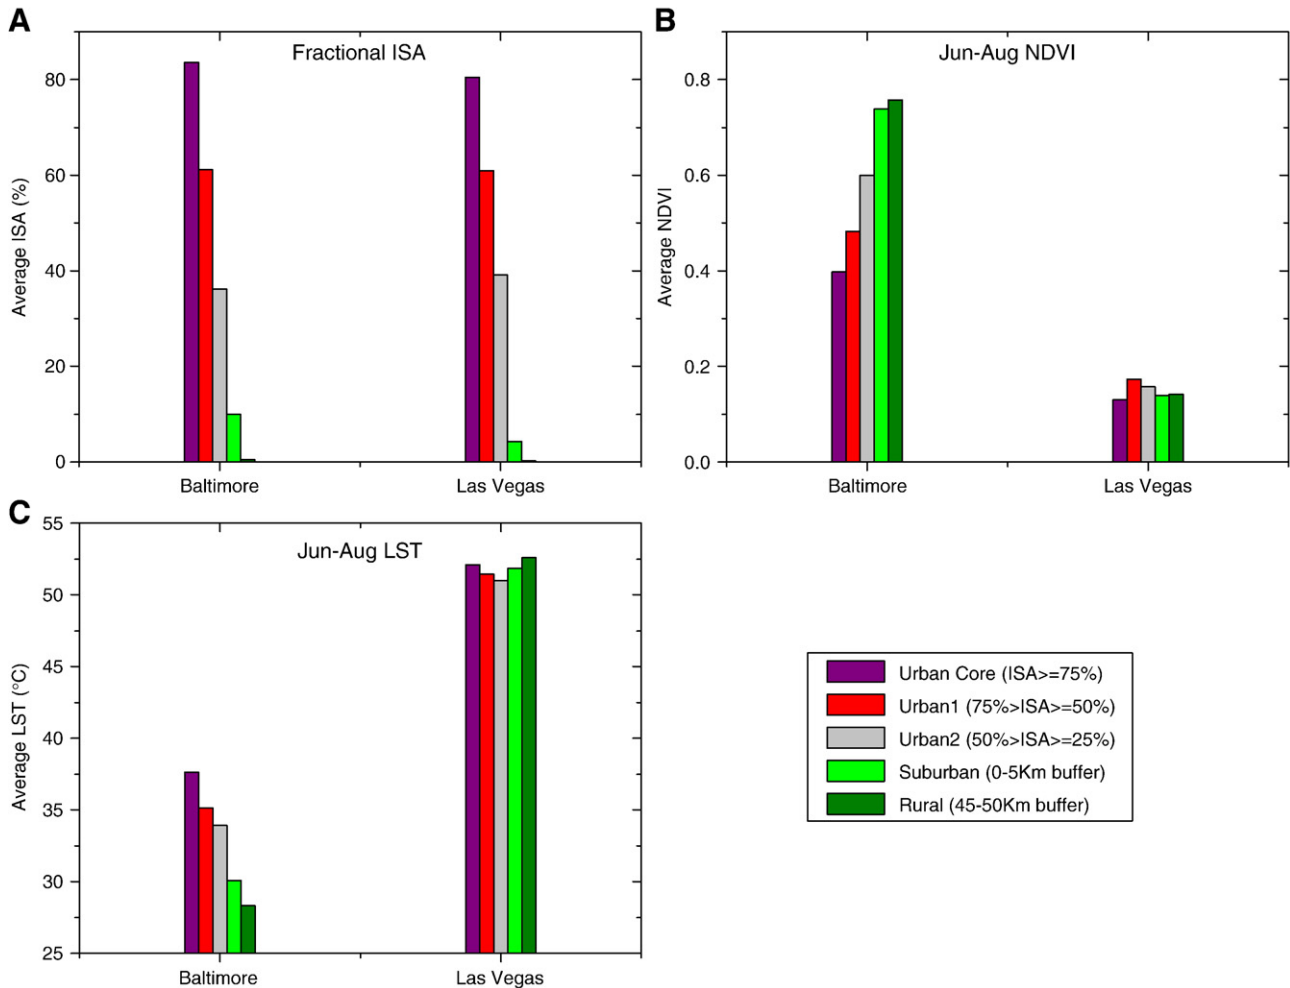 A
Fractional ISA
Average ISA (%)
80
60
40
20
0
Baltimore
Las Vegas
B
Jun-Aug NDVI
Average NDVI
0.8
0.6
0.4
0.2
0.0
Baltimore
Las Vegas
C
Jun-Aug LST
Average LST (°C)
55
50
45
40
35
30
25
Baltimore
Las Vegas
Urban Core (ISA>=75%)
Urban1 (75%>ISA>=50%)
Urban2 (50%>ISA>=25%)
Suburban (0-5Km buffer)
Rural (45-50Km buffer)